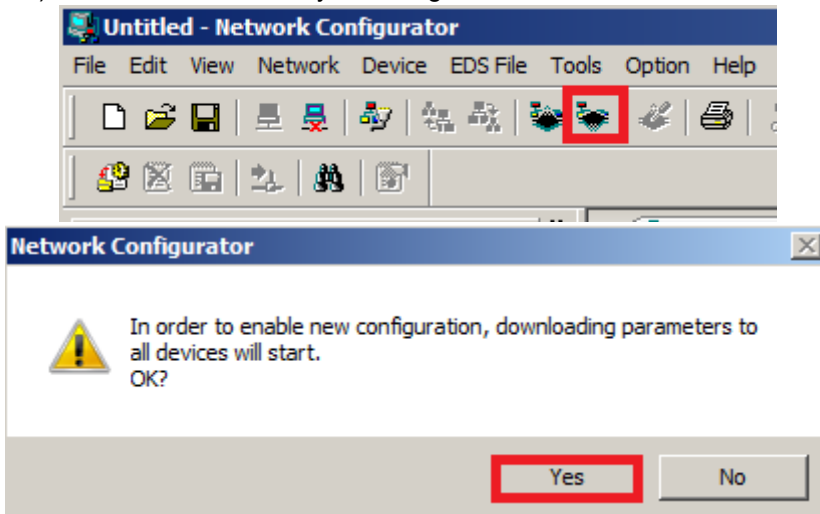 Untitled - Network Configurator
File Edit View Network Device EDS File Tools Option Help
Network Configurator
In order to enable new configuration, downloading parameters to
all devices will start.
OK?
Yes No